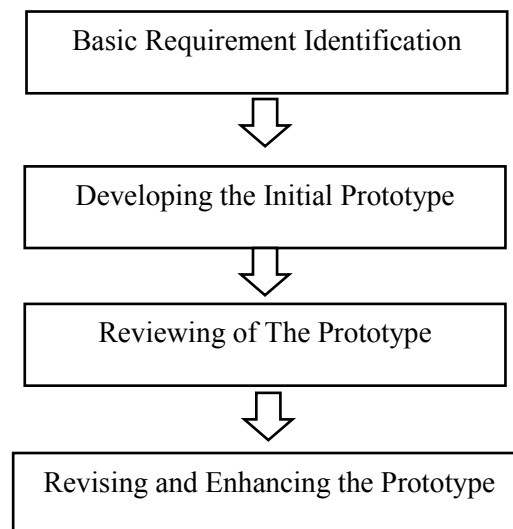 Basic Requirement Identification
Developing the Initial Prototype
Reviewing of The Prototype
Revising and Enhancing the Prototype